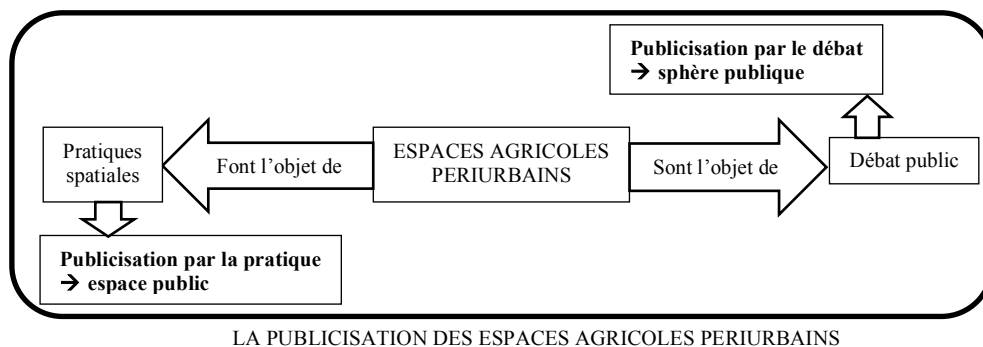 Publicisation par le débat
→ sphère publique
Pratiques
spatiales
Font l’objet de
ESPACES AGRICOLES
PERIURBAINS
Sont l’objet de
Débat public
Publicisation par la pratique
→ espace public
LA PUBLICISATION DES ESPACES AGRICOLES PERIURBAINS